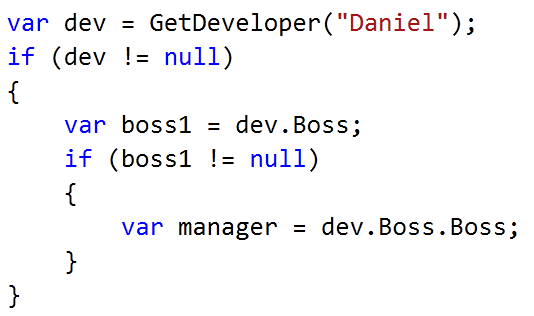 var dev = GetDeveloper("Daniel");
if (dev != null)
{
    var boss1 = dev.Boss;
    if (boss1 != null)
    {
        var manager = dev.Boss.Boss;
    }
}